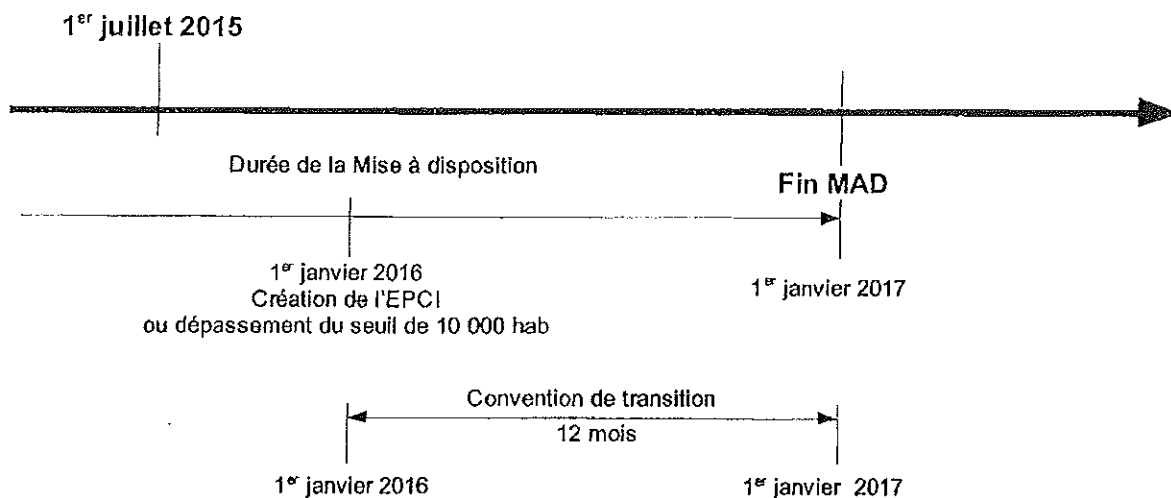 1er juillet 2015
Durée de la Mise à disposition
Fin MAD
1er janvier 2016
Création de l'EPCI
ou dépassement du seuil de 10 000 hab
1er janvier 2017
Convention de transition
12 mois
1er janvier 2016
1er janvier 2017